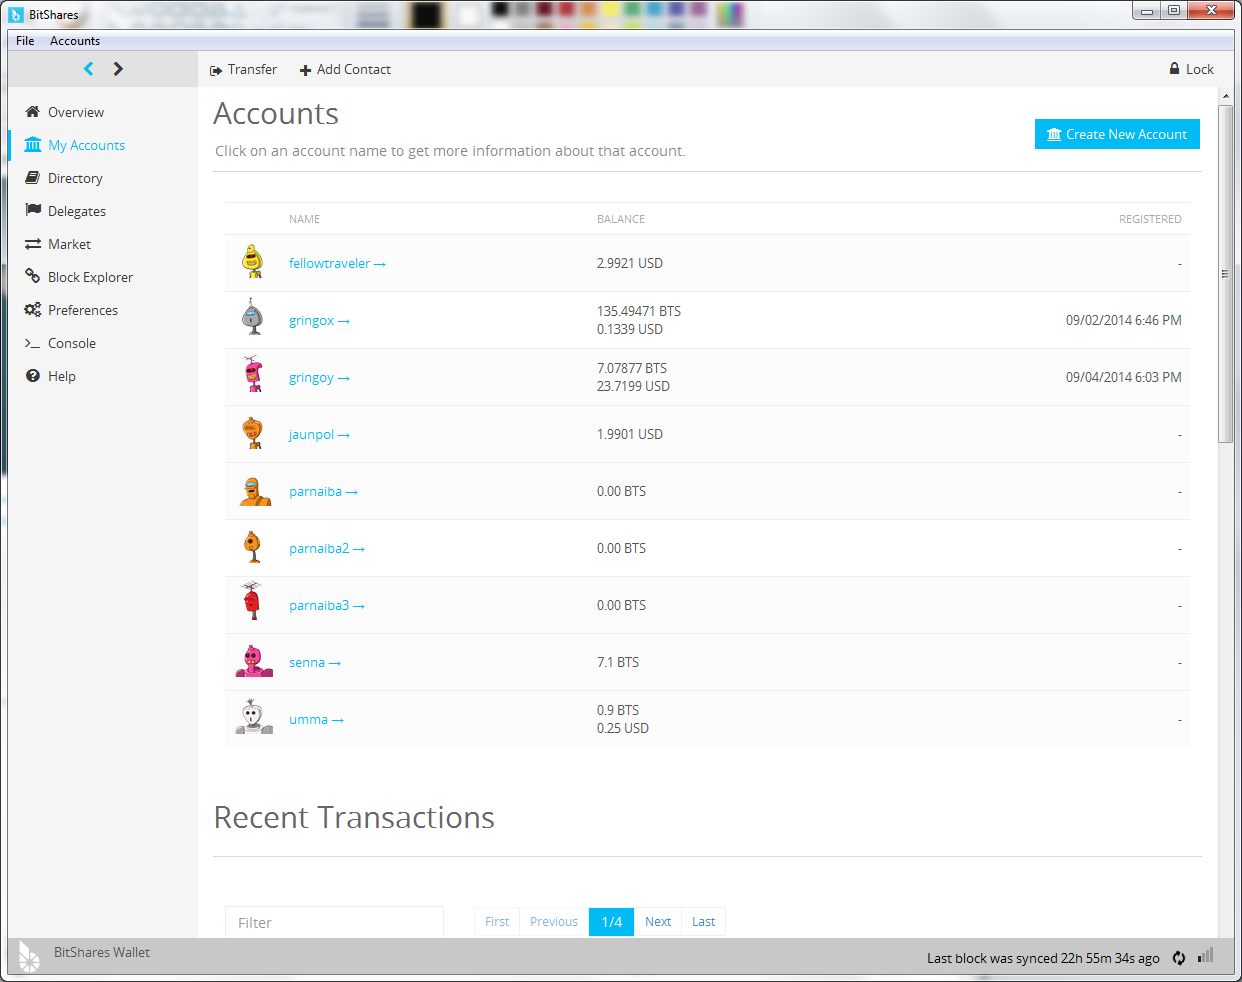 BitShares
File Accounts
Transfer Add Contact Lock
Overview
My Accounts
Directory
Delegates
Market
Block Explorer
Preferences
Console
Help
Accounts
Click on an account name to get more information about that account.
Create New Account
NAME BALANCE REGISTERED
fellowtraveler → 2.9921 USD -
gringox → 135.49471 BTS 09/02/2014 6:46 PM
0.1339 USD
gringoy → 7.07877 BTS 09/04/2014 6:03 PM
23.7199 USD
jaunpol → 1.9901 USD -
parnaiba → 0.00 BTS -
parnaiba2 → 0.00 BTS -
parnaiba3 → 0.00 BTS -
senna → 7.1 BTS -
umma → 0.9 BTS -
0.25 USD
Recent Transactions
Filter First Previous 1/4 Next Last
BitShares Wallet
Last block was synced 22h 55m 34s ago